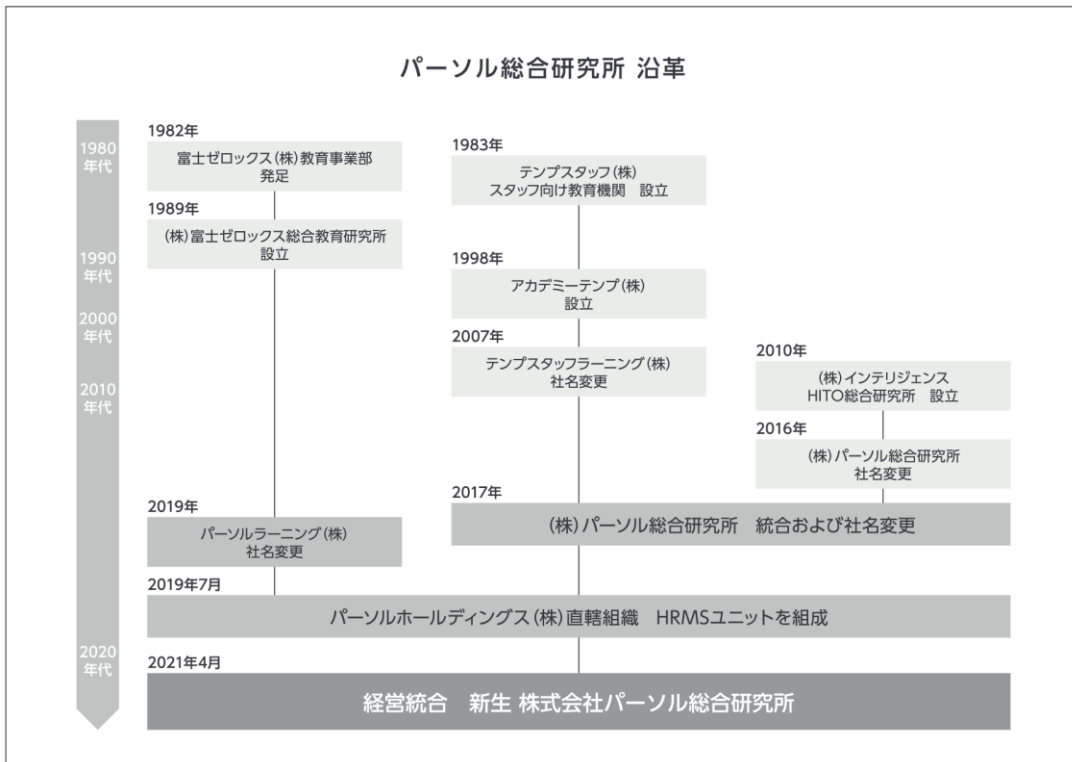 パーソル総合研究所 沿革
1980
年代
1990
年代
2000
年代
2010
年代
2020
年代
1982年
富士ゼロックス(株)教育事業部
発足
1989年
(株)富士ゼロックス総合教育研究所
設立
1983年
テンプスタッフ(株)
スタッフ向け教育機関 設立
1998年
アカデミーテンプ(株)
設立
2007年
テンプスタッフラーニング(株)
社名変更
2010年
(株)インテリジェンス
HITO総合研究所 設立
2016年
(株)パーソル総合研究所
社名変更
2017年
(株)パーソル総合研究所 統合および社名変更
2019年
パーソルラーニング(株)
社名変更
2019年7月
パーソルホールディングス(株)直轄組織 HRMSユニットを組成
2021年4月
経営統合 新生 株式会社パーソル総合研究所